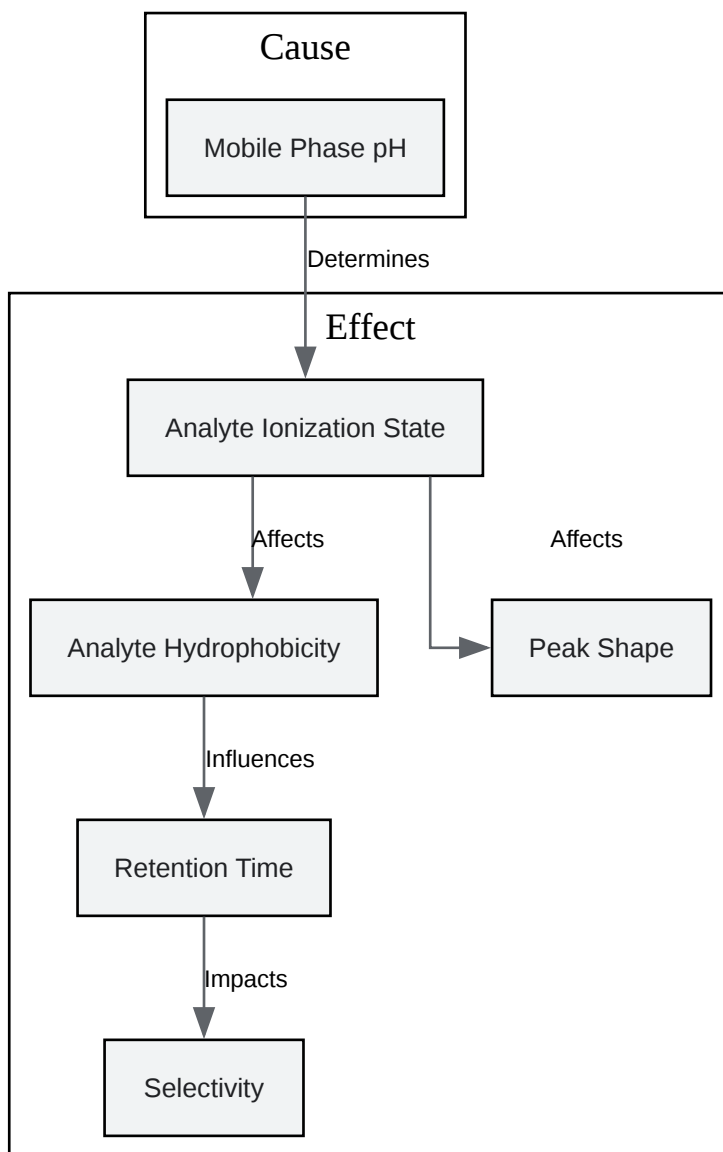 Cause
Mobile Phase pH
Determines
Effect
Analyte Ionization State
Affects
Affects
Analyte Hydrophobicity
Peak Shape
Influences
Retention Time
Impacts
Selectivity